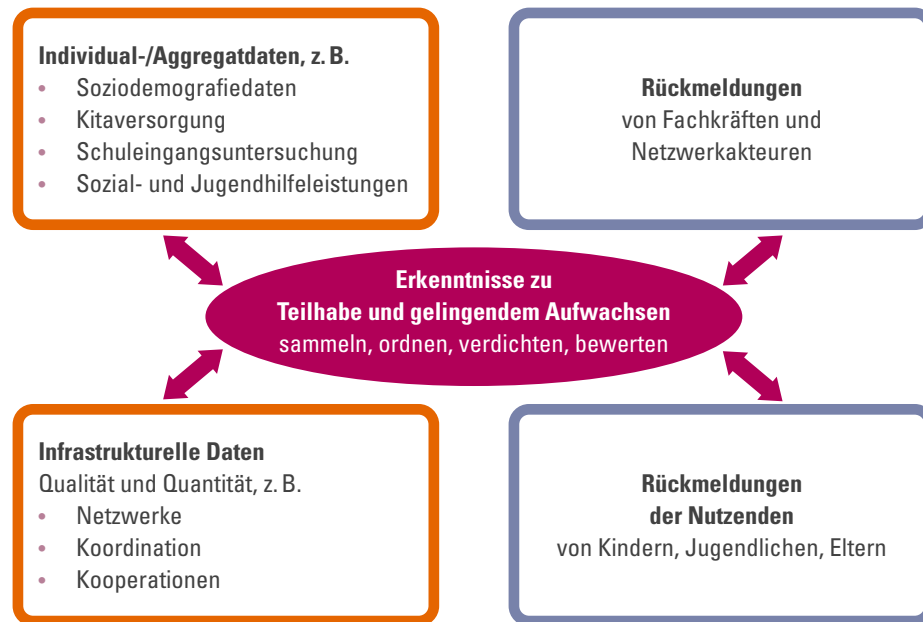 Individual-/Aggregatdaten, z. B.
• Soziodemografiedaten
• Kitaversorgung
• Schuleingangsuntersuchung
• Sozial- und Jugendhilfeleistungen
Rückmeldungen
von Fachkräften und
Netzwerkakteuren
Erkenntnisse zu
Teilhabe und gelingendem Aufwachsen
sammeln, ordnen, verdichten, bewerten
Infrastrukturelle Daten
Qualität und Quantität, z. B.
• Netzwerke
• Koordination
• Kooperationen
Rückmeldungen
der Nutzenden
von Kindern, Jugendlichen, Eltern